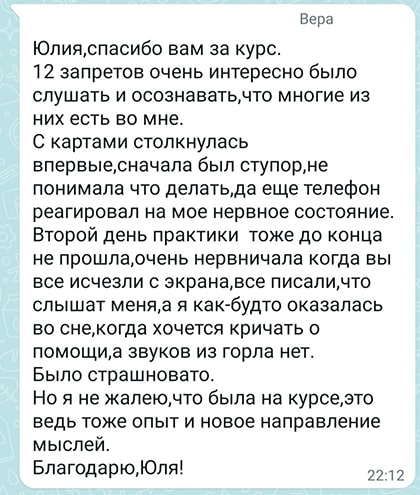 Вера
Юлия,спасибо вам за курс.
12 запретов очень интересно было
слушать и осознавать,что многие из
них есть во мне.
С картами столкнулась
впервые,сначала был ступор,не
понимала что делать,да еще телефон
реагировал на мое нервное состояние.
Второй день практики  тоже до конца
не прошла,очень нервничала когда вы
все исчезли с экрана,все писали,что
слышат меня,а я как-будто оказалась
во сне,когда хочется кричать о
помощи,а звуков из горла нет.
Было страшновато.
Но я не жалею,что была на курсе,это
ведь тоже опыт и новое направление
мыслей.
Благодарю,Юля!
22:12